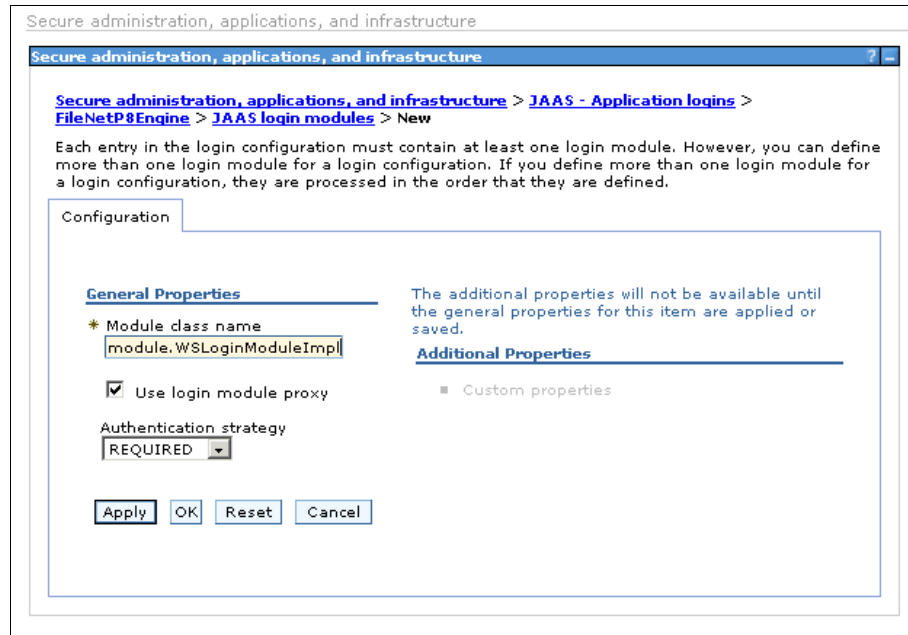 Secure administration, applications, and infrastructure
Secure administration, applications, and infrastructure ? –
Secure administration, applications, and infrastructure > JAAS - Application logins >
FileNetP8Engine > JAAS login modules > New
Each entry in the login configuration must contain at least one login module. However, you can define
more than one login module for a login configuration. If you define more than one login module for
a login configuration, they are processed in the order that they are defined.
Configuration
General Properties
* Module class name
module.WSLoginModuleImpl
Use login module proxy
Authentication strategy
REQUIRED
Apply OK Reset Cancel
The additional properties will not be available until
the general properties for this item are applied or
saved.
Additional Properties
Custom properties